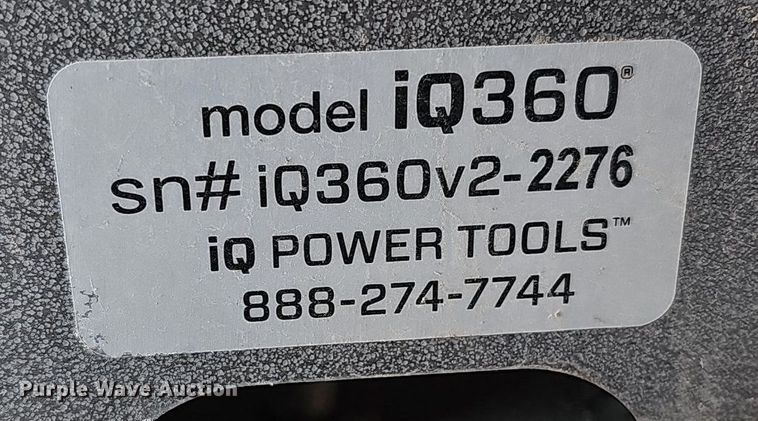 model iQ360®
sn# iQ360v2-2276
iQ POWER TOOLS™
888-274-7744
Purple Wave Auction